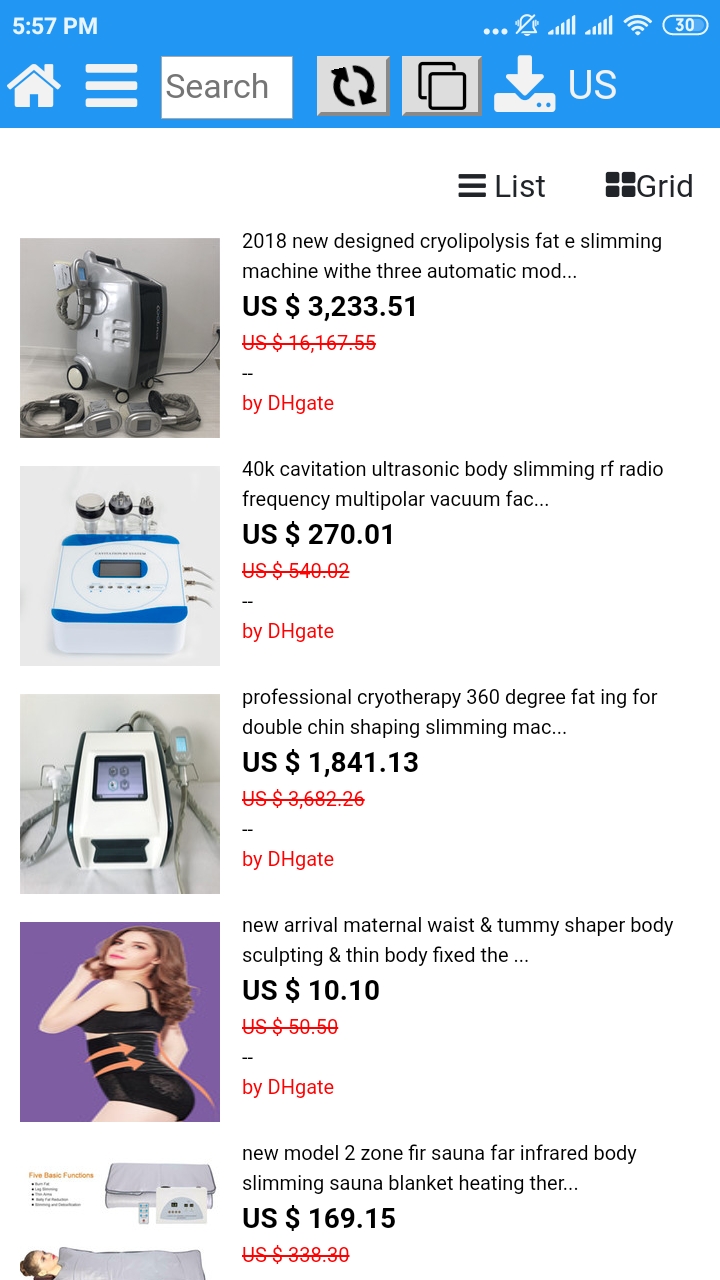 5:57 PM
30
Search
US
List
Grid
2018 new designed cryolipolysis fat e slimming
machine withe three automatic mod...
US $ 3,233.51
US $ 16,167.55
--
by DHgate
40k cavitation ultrasonic body slimming rf radio
frequency multipolar vacuum fac...
US $ 270.01
US $ 540.02
--
by DHgate
professional cryotherapy 360 degree fat ing for
double chin shaping slimming mac...
US $ 1,841.13
US $ 3,682.26
--
by DHgate
new arrival maternal waist & tummy shaper body
sculpting & thin body fixed the ...
US $ 10.10
US $ 50.50
--
by DHgate
Five Basic Functions
new model 2 zone fir sauna far infrared body
slimming sauna blanket heating ther...
US $ 169.15
US $ 338.30